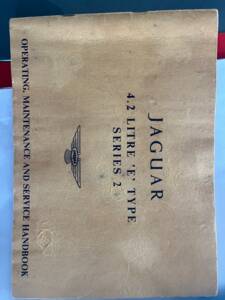 JAGUAR
4.2 LITRE 'E' TYPE
SERIES 2
OPERATING, MAINTENANCE AND SERVICE HANDBOOK